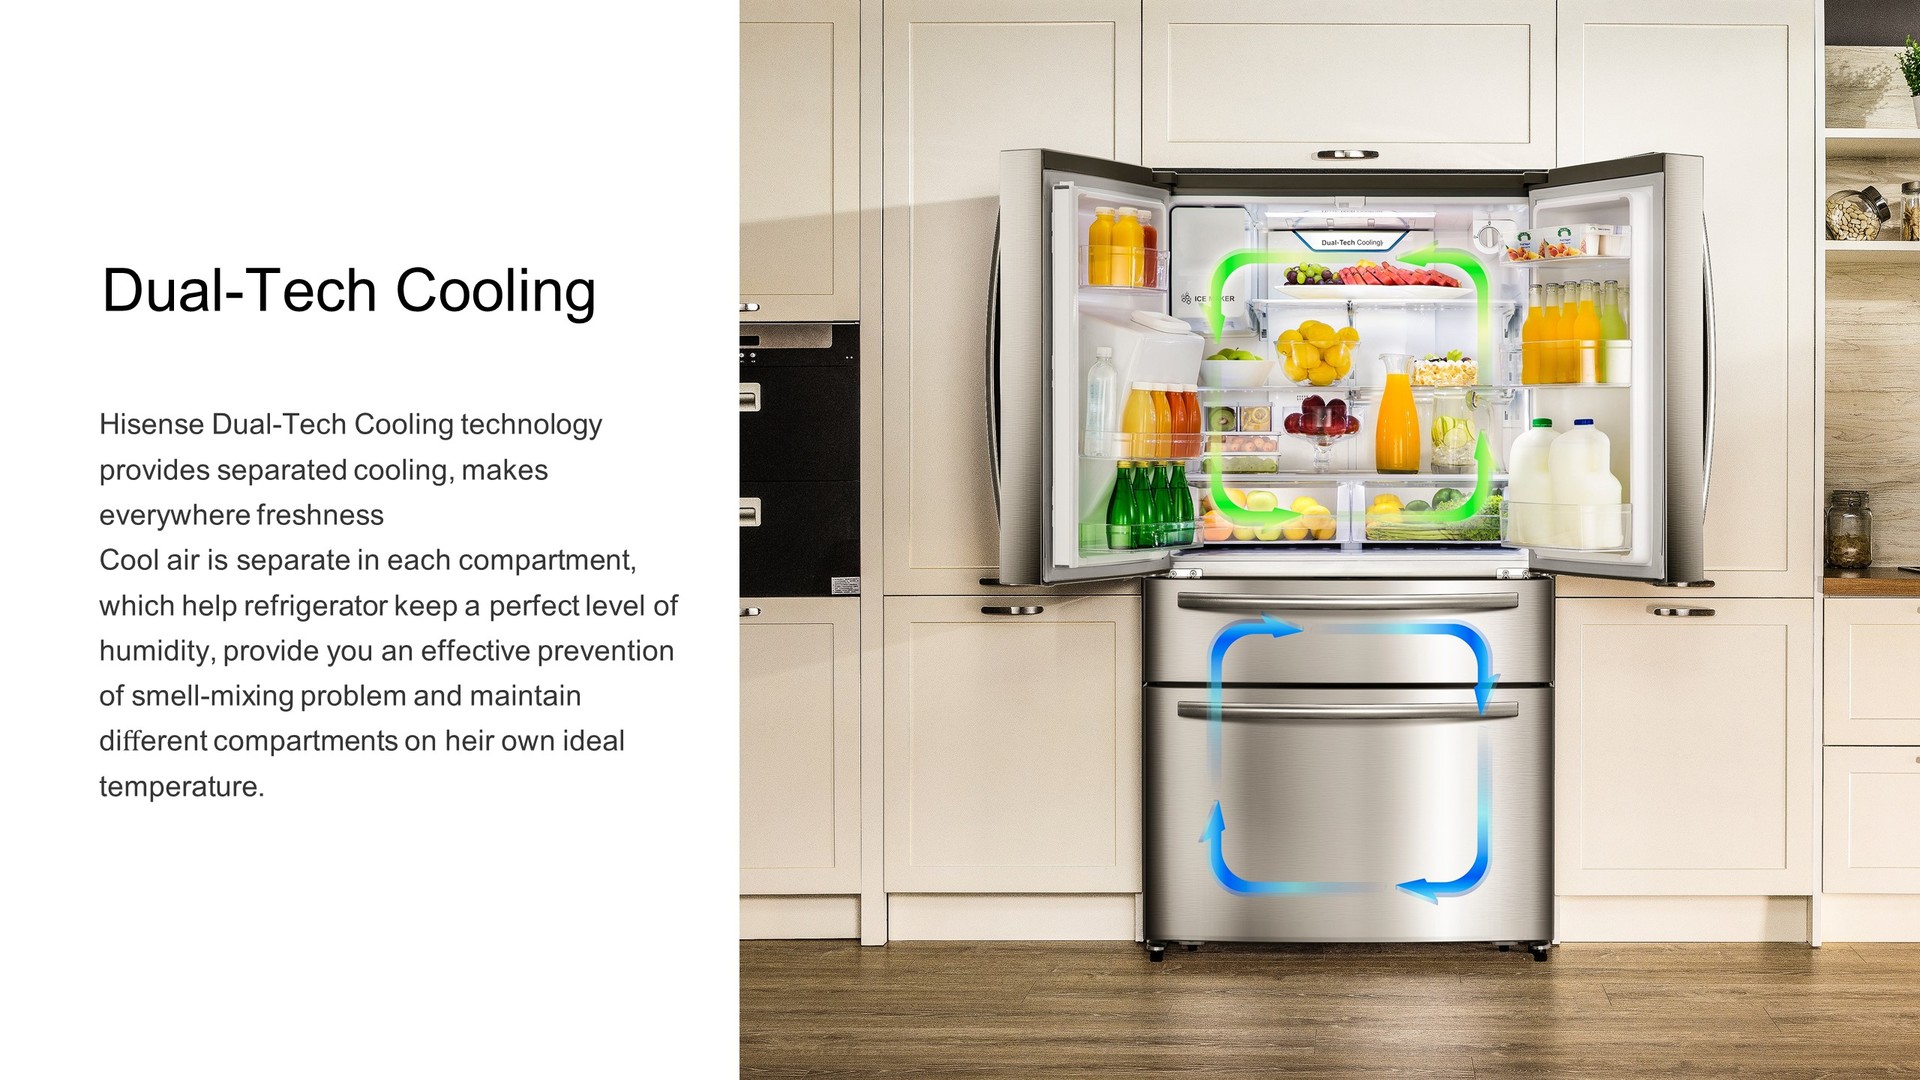 Dual-Tech Cooling
Hisense Dual-Tech Cooling technology
provides separated cooling, makes
everywhere freshness
Cool air is separate in each compartment,
which help refrigerator keep a perfect level of
humidity, provide you an effective prevention
of smell-mixing problem and maintain
different compartments on heir own ideal
temperature.
Dual-Tech Cooling
ICE